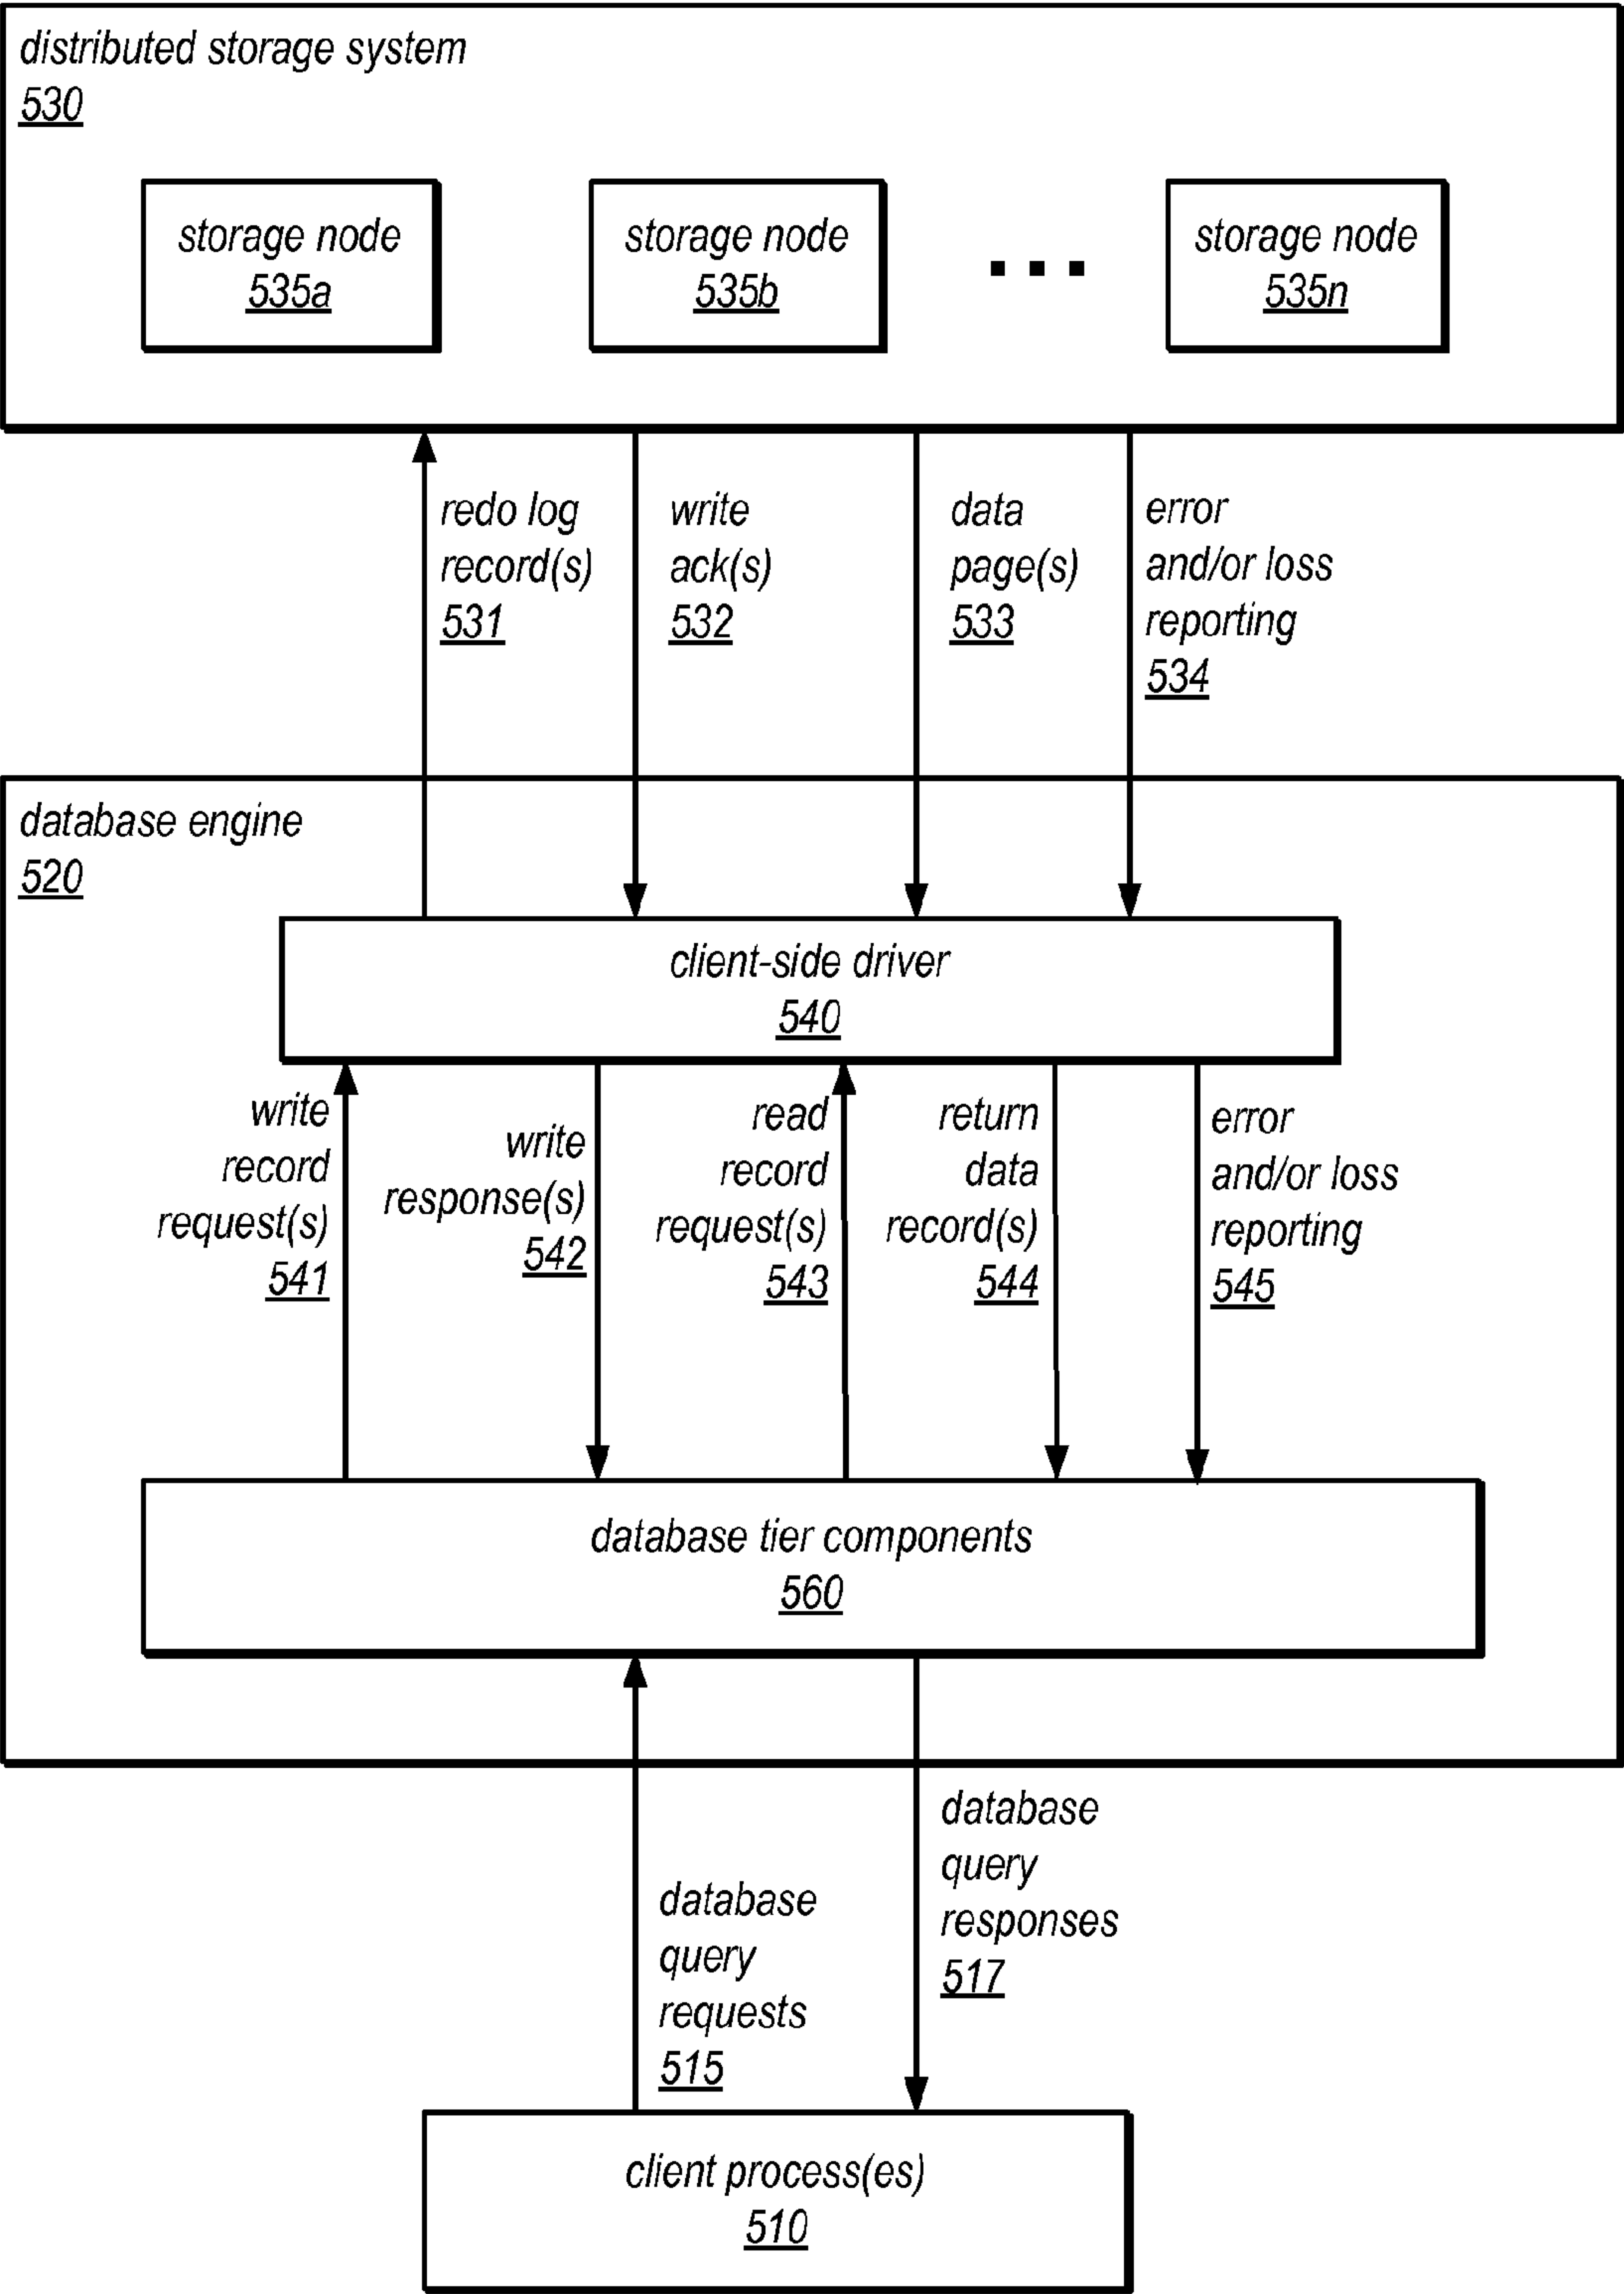 distributed storage system
530
storage node
535a
storage node
535b
storage node
535n
redo log
record(s)
531
write
ack(s)
532
data
page(s)
533
error
and/or loss
reporting
534
database engine
520
client-side driver
540
write
record
request(s)
541
write
response(s)
542
read
record
request(s)
543
return
data
record(s)
544
error
and/or loss
reporting
545
database tier components
560
database
query
requests
515
database
query
responses
517
client process(es)
510